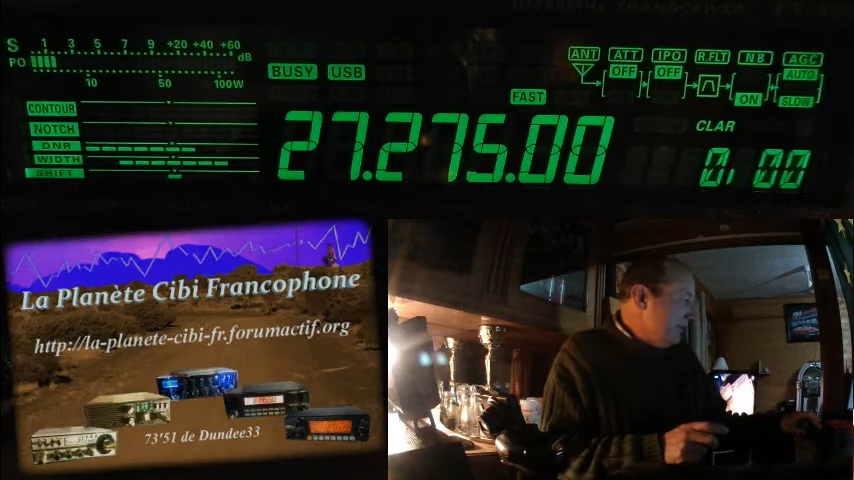 S 1 3 5 7 9 +20 +40 +60 dB
PO 10 50 100W
BUSY USB
ANT ATT IPO R.FLT NB AGC
OFF OFF AUTO
ON SLOW
FAST
CONTOUR
NOTCH
DNR
WIDTH
SHIFT
27.275.00
CLAR
0.00
La Planète Cibi Francophone
http://la-planete-cibi-fr.forumactif.org
73'51 de Dundee33